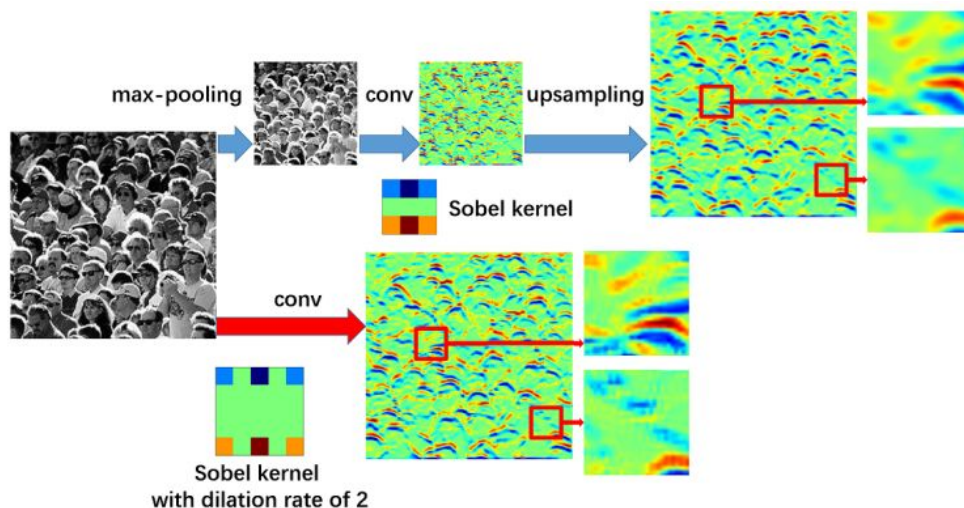 max-pooling
conv
upsampling
Sobel kernel
conv
Sobel kernel
with dilation rate of 2